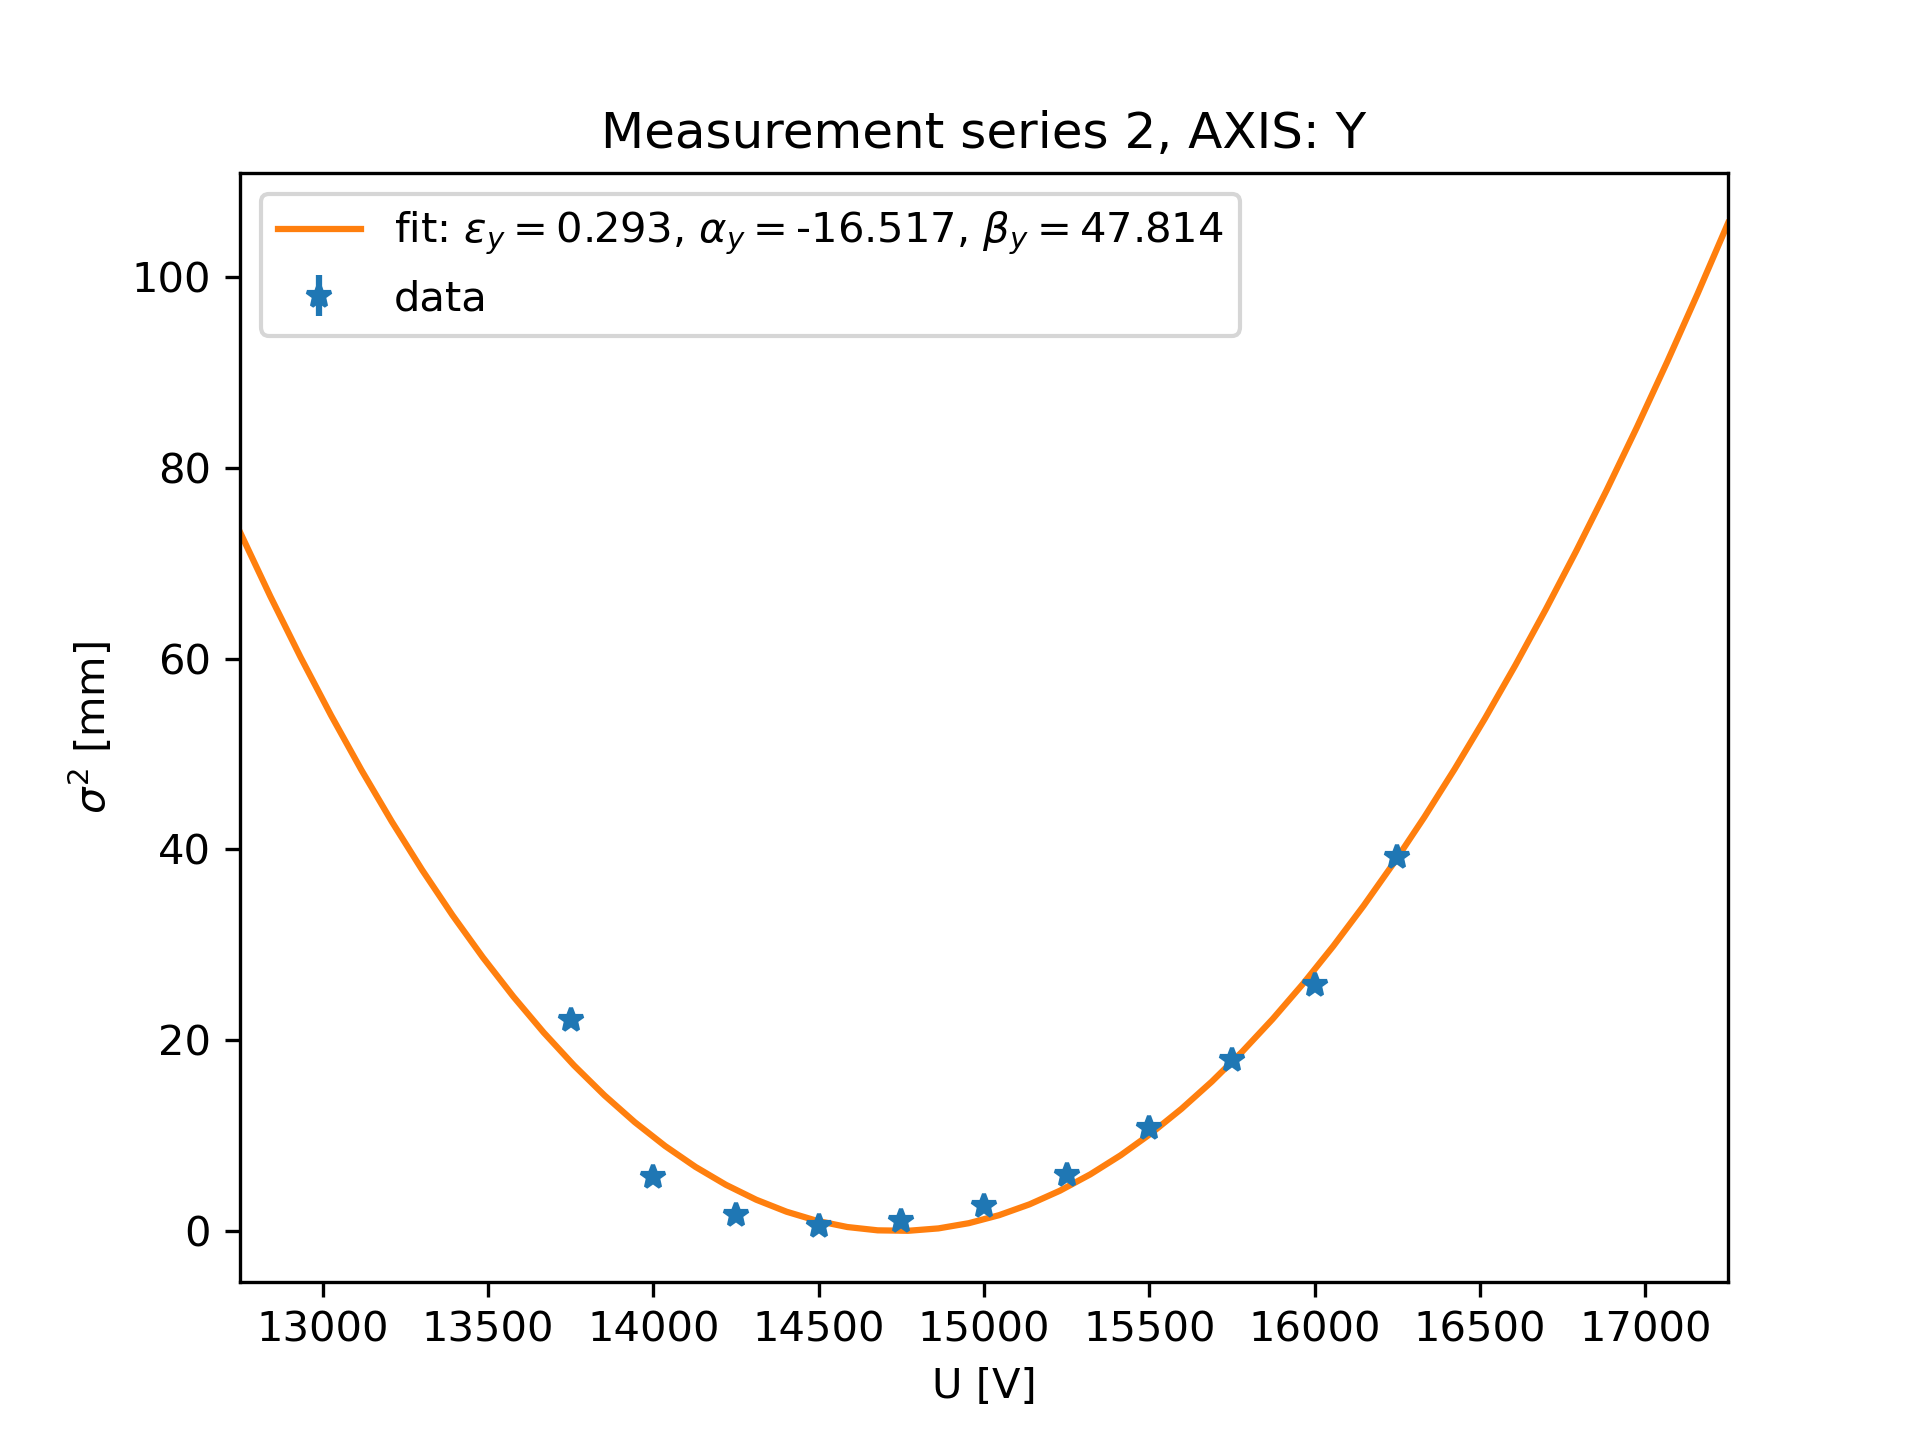 Measurement series 2, AXIS: Y
fit: εy = 0.293, αy = -16.517, βy = 47.814
data
100
80
60
40
20
0
σ² [mm]
13000 13500 14000 14500 15000 15500 16000 16500 17000
U [V]